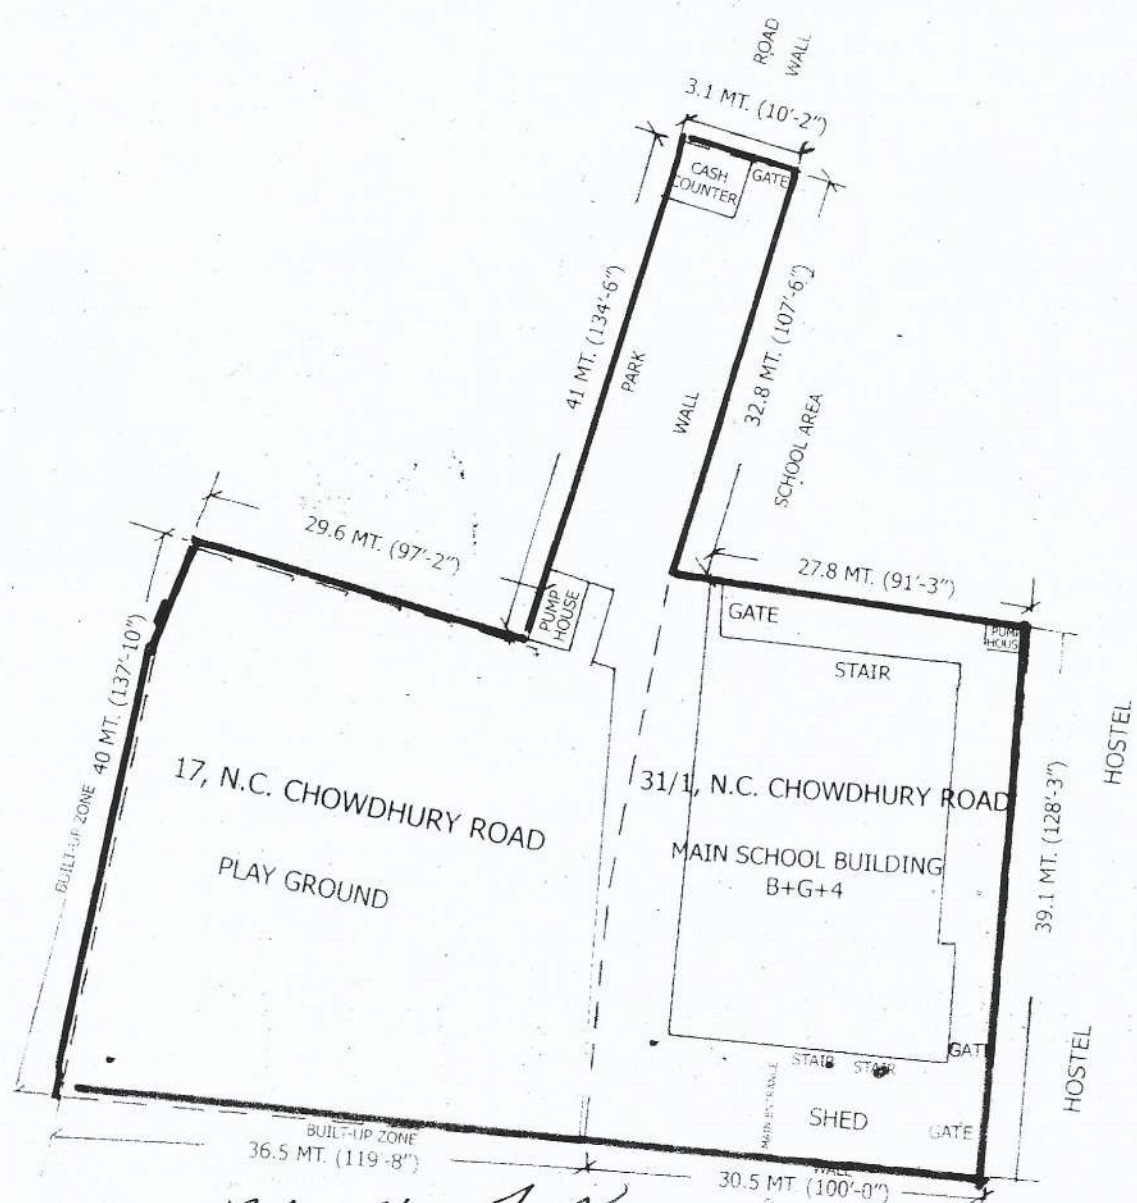 ROAD
WALL
3.1 MT. (10'-2")
CASH
COUNTER
GATE
41 MT. (134'-6")
PARK
WALL
32.8 MT. (107'-6")
SCHOOL AREA
29.6 MT. (97'-2")
PUMP
HOUSE
27.8 MT. (91'-3")
GATE
PUMP
HOUS
STAIR
40 MT. (137'-10")
BUILT-UP ZONE
17, N.C. CHOWDHURY ROAD
PLAY GROUND
31/1, N.C. CHOWDHURY ROAD
MAIN SCHOOL BUILDING
B+G+4
39.1 MT. (128'-3")
HOSTEL
HOSTEL
GAT
STAIR
STAIR
MAIN ENTRANCE
SHED
GATE
BUILT-UP ZONE
36.5 MT. (119'-8")
WALL
30.5 MT. (100'-0")